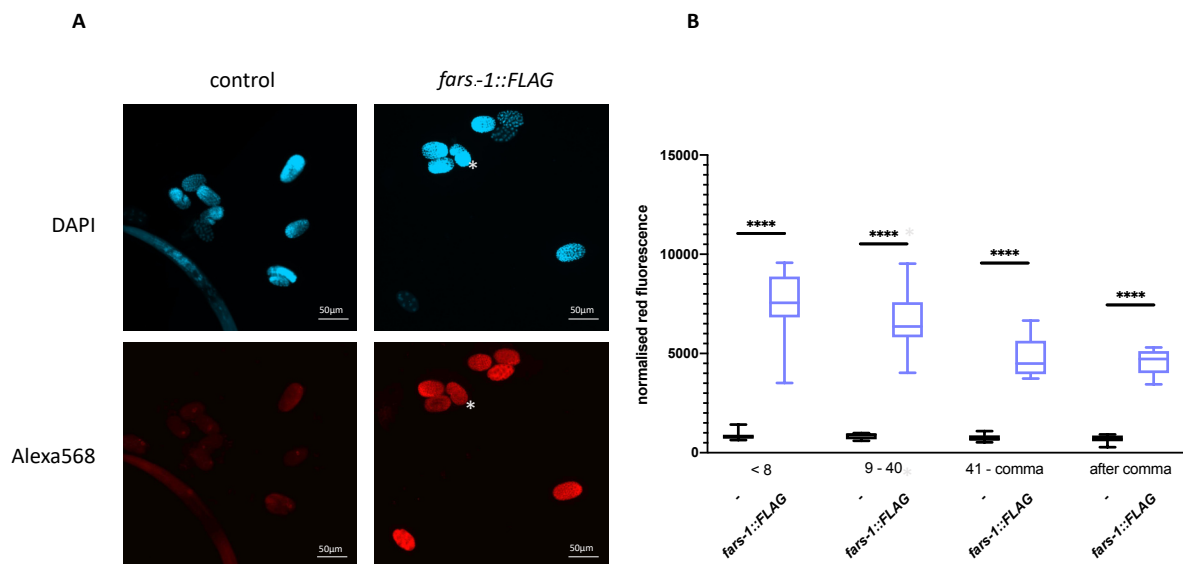 A
B
control
fars.-1::FLAG
DAPI
*
50µm
50µm
Alexa568
*
50µm
50µm
normalised red fluorescence
15000
10000
5000
0
****
**** *
****
****
< 8
9 - 40 *
41 - comma
after comma
-
fars-1::FLAG
-
fars-1::FLAG
-
fars-1::FLAG
-
fars-1::FLAG